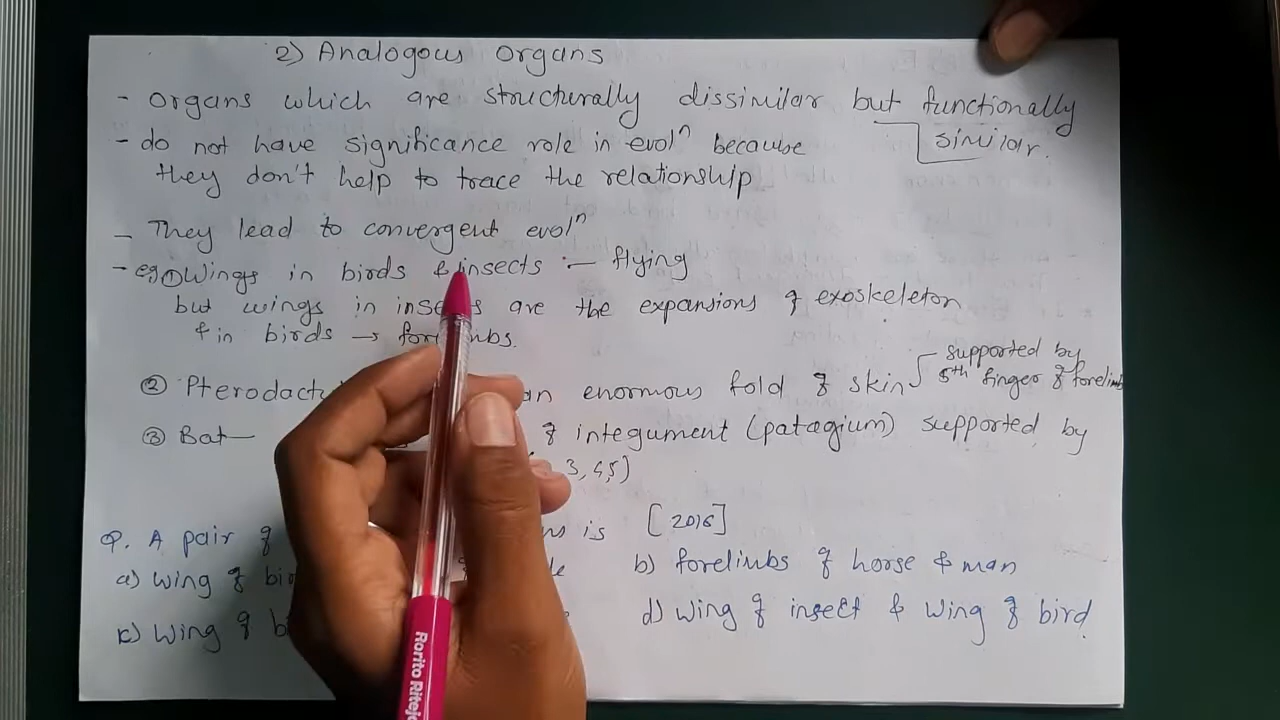 2) Analogous Organs
- Organs which are structurally dissimilar but functionally
similar.
- do not have significance role in evolⁿ because
they don't help to trace the relationship
- They lead to convergent evolⁿ
- eg ① Wings in birds & insects :- flying
but wings in insects are the expansions of exoskeleton
& in birds → forelimbs.
② Pterodact an enormous fold of skin supported by
5th finger of forelimb
③ Bat — of integument (patagium) supported by
3, 4, 5)
Q. A pair of is [2016]
a) wing of b) forelimbs of horse & man
c) Wing of d) Wing of insect & Wing of bird
Rorito